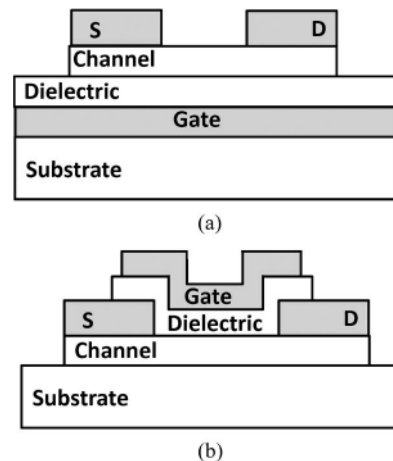 S D
Channel
Dielectric
Gate
Substrate
(a)
Gate
S Dielectric D
Channel
Substrate
(b)